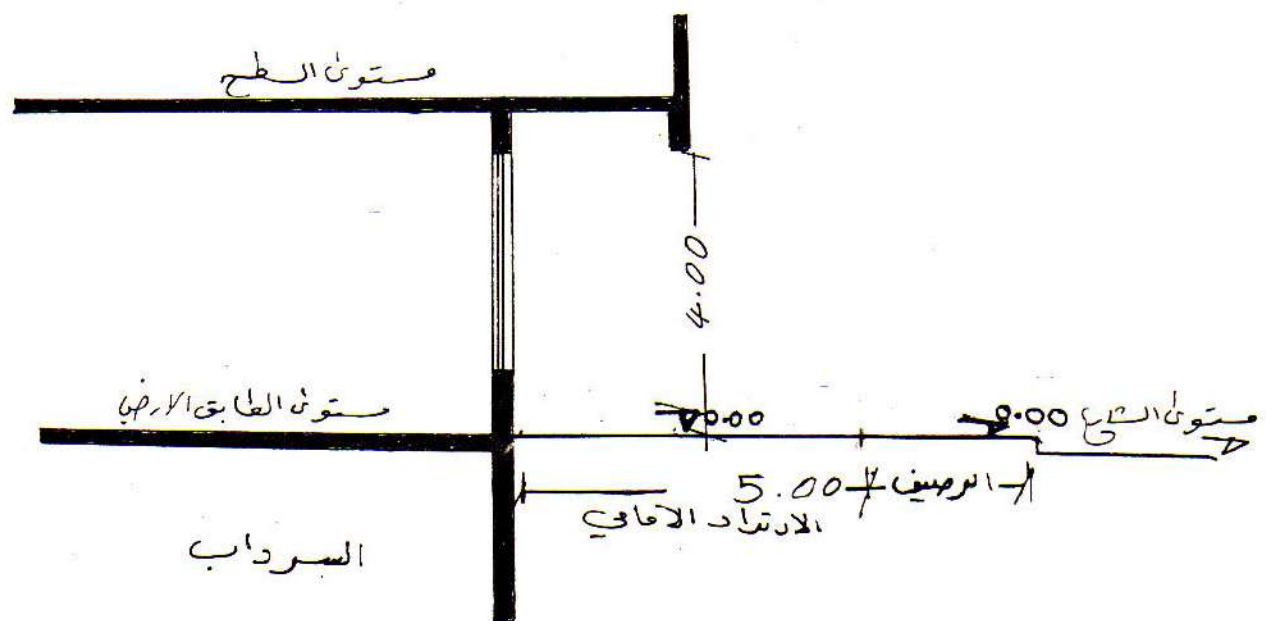 مستوى السطح
4.00
مستوى الطابق الارضي
0.00
0.00
مستوى الشارع
5.00
الرصيف
الارتداد الامامي
السرداب